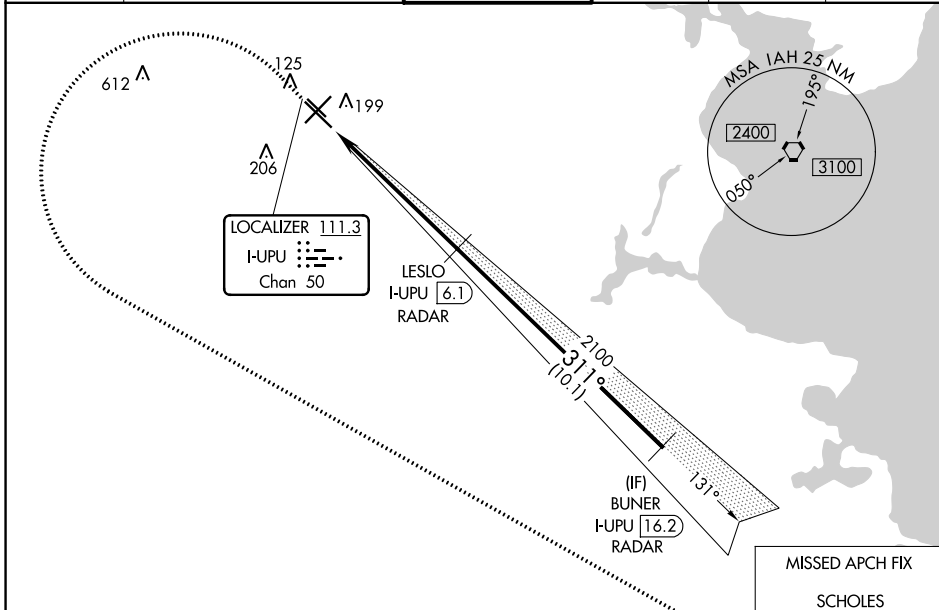 612
125
199
206
MSA IAH 25 NM
195°
2400
3100
050°
LOCALIZER 111.3
I-UPU
Chan 50
LESLO
I-UPU 6.1
RADAR
2100
311°
(10.1)
131°
(IF)
BUNER
I-UPU 16.2
RADAR
MISSED APCH FIX
SCHOLES